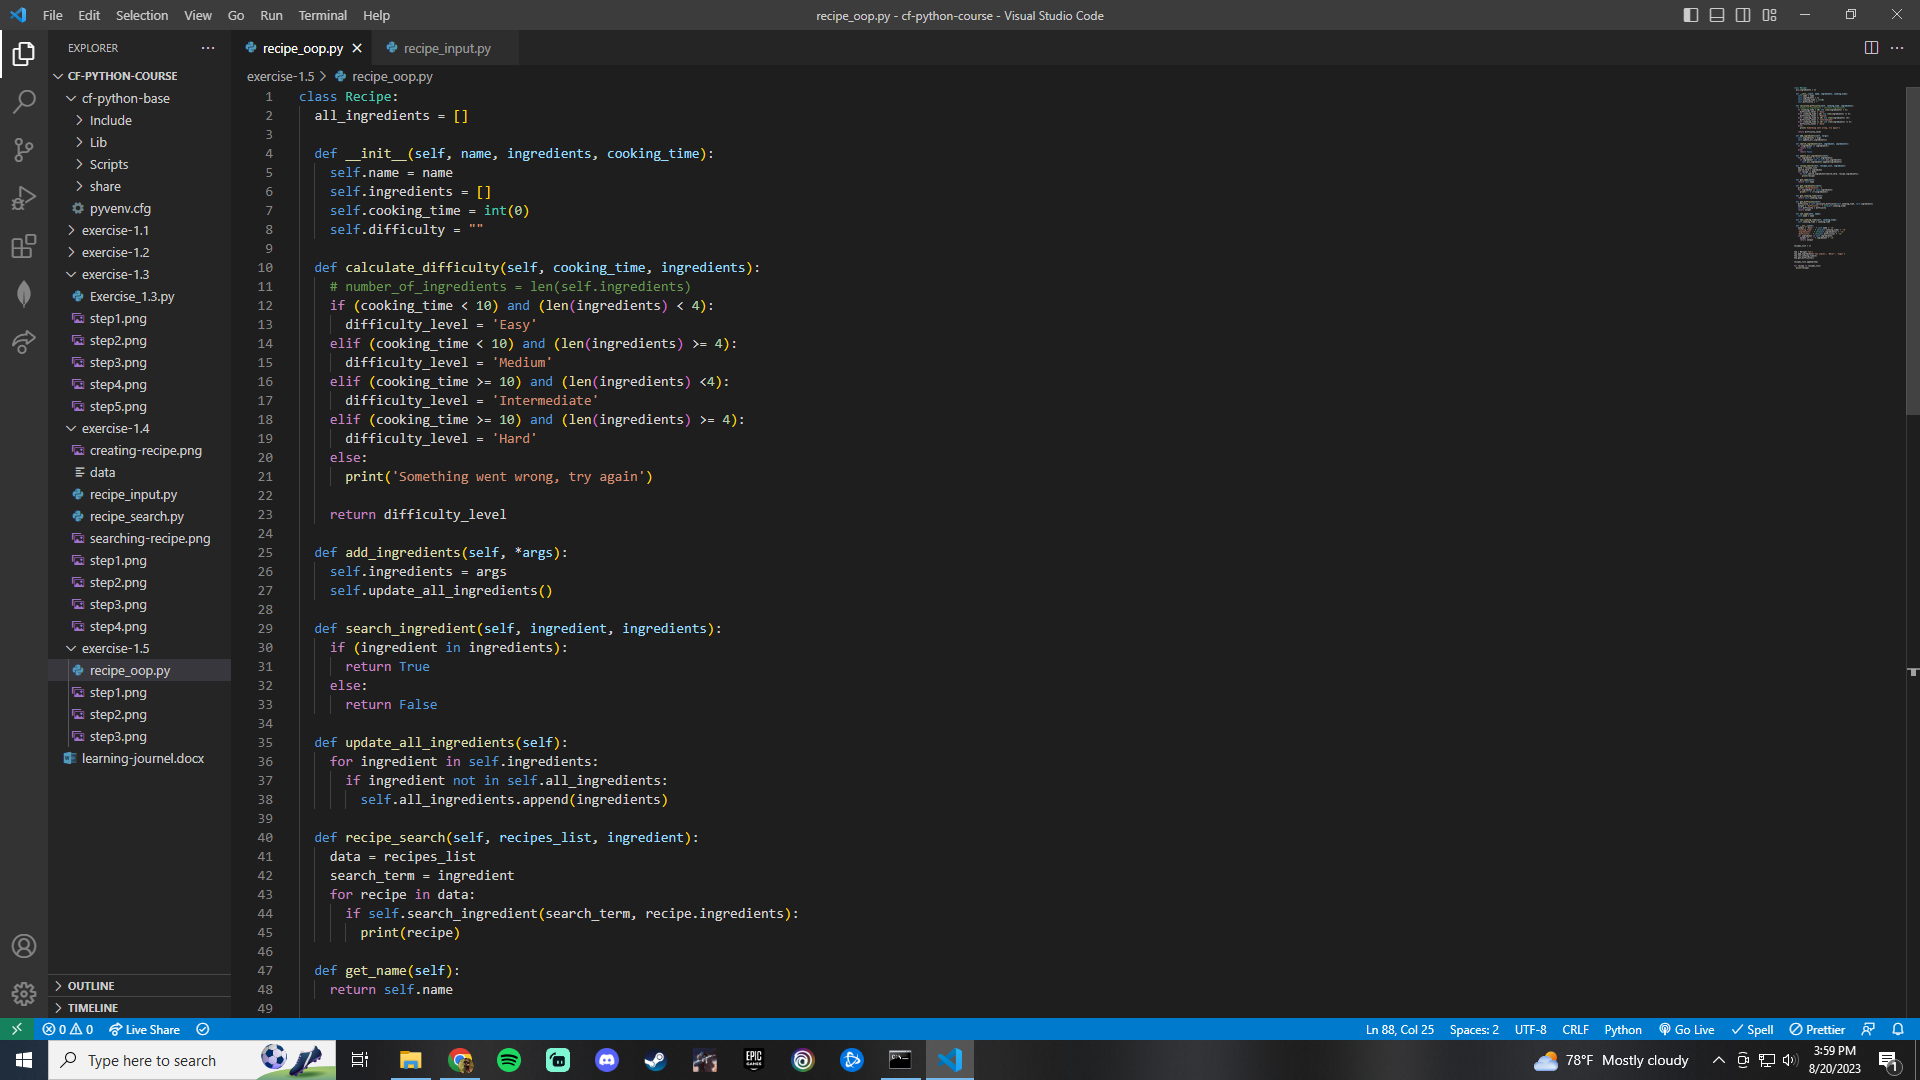 File Edit Selection View Go Run Terminal Help
recipe_oop.py - cf-python-course - Visual Studio Code
EXPLORER
CF-PYTHON-COURSE
cf-python-base
Include
Lib
Scripts
share
pyvenv.cfg
exercise-1.1
exercise-1.2
exercise-1.3
Exercise_1.3.py
step1.png
step2.png
step3.png
step4.png
step5.png
exercise-1.4
creating-recipe.png
data
recipe_input.py
recipe_search.py
searching-recipe.png
step1.png
step2.png
step3.png
step4.png
exercise-1.5
recipe_oop.py
step1.png
step2.png
step3.png
learning-journel.docx
OUTLINE
TIMELINE
recipe_oop.py recipe_input.py
exercise-1.5 > recipe_oop.py
1 class Recipe:
2   all_ingredients = []
3
4   def __init__(self, name, ingredients, cooking_time):
5     self.name = name
6     self.ingredients = []
7     self.cooking_time = int(0)
8     self.difficulty = ""
9
10   def calculate_difficulty(self, cooking_time, ingredients):
11     # number_of_ingredients = len(self.ingredients)
12     if (cooking_time < 10) and (len(ingredients) < 4):
13       difficulty_level = 'Easy'
14     elif (cooking_time < 10) and (len(ingredients) >= 4):
15       difficulty_level = 'Medium'
16     elif (cooking_time >= 10) and (len(ingredients) <4):
17       difficulty_level = 'Intermediate'
18     elif (cooking_time >= 10) and (len(ingredients) >= 4):
19       difficulty_level = 'Hard'
20     else:
21       print('Something went wrong, try again')
22
23     return difficulty_level
24
25   def add_ingredients(self, *args):
26     self.ingredients = args
27     self.update_all_ingredients()
28
29   def search_ingredient(self, ingredient, ingredients):
30     if (ingredient in ingredients):
31       return True
32     else:
33       return False
34
35   def update_all_ingredients(self):
36     for ingredient in self.ingredients:
37       if ingredient not in self.all_ingredients:
38         self.all_ingredients.append(ingredients)
39
40   def recipe_search(self, recipes_list, ingredient):
41     data = recipes_list
42     search_term = ingredient
43     for recipe in data:
44       if self.search_ingredient(search_term, recipe.ingredients):
45         print(recipe)
46
47   def get_name(self):
48     return self.name
49
0 0 Live Share
Ln 88, Col 25 Spaces: 2 UTF-8 CRLF Python Go Live Spell Prettier
Type here to search
EPIC GAMES
78°F Mostly cloudy
3:59 PM
8/20/2023
1